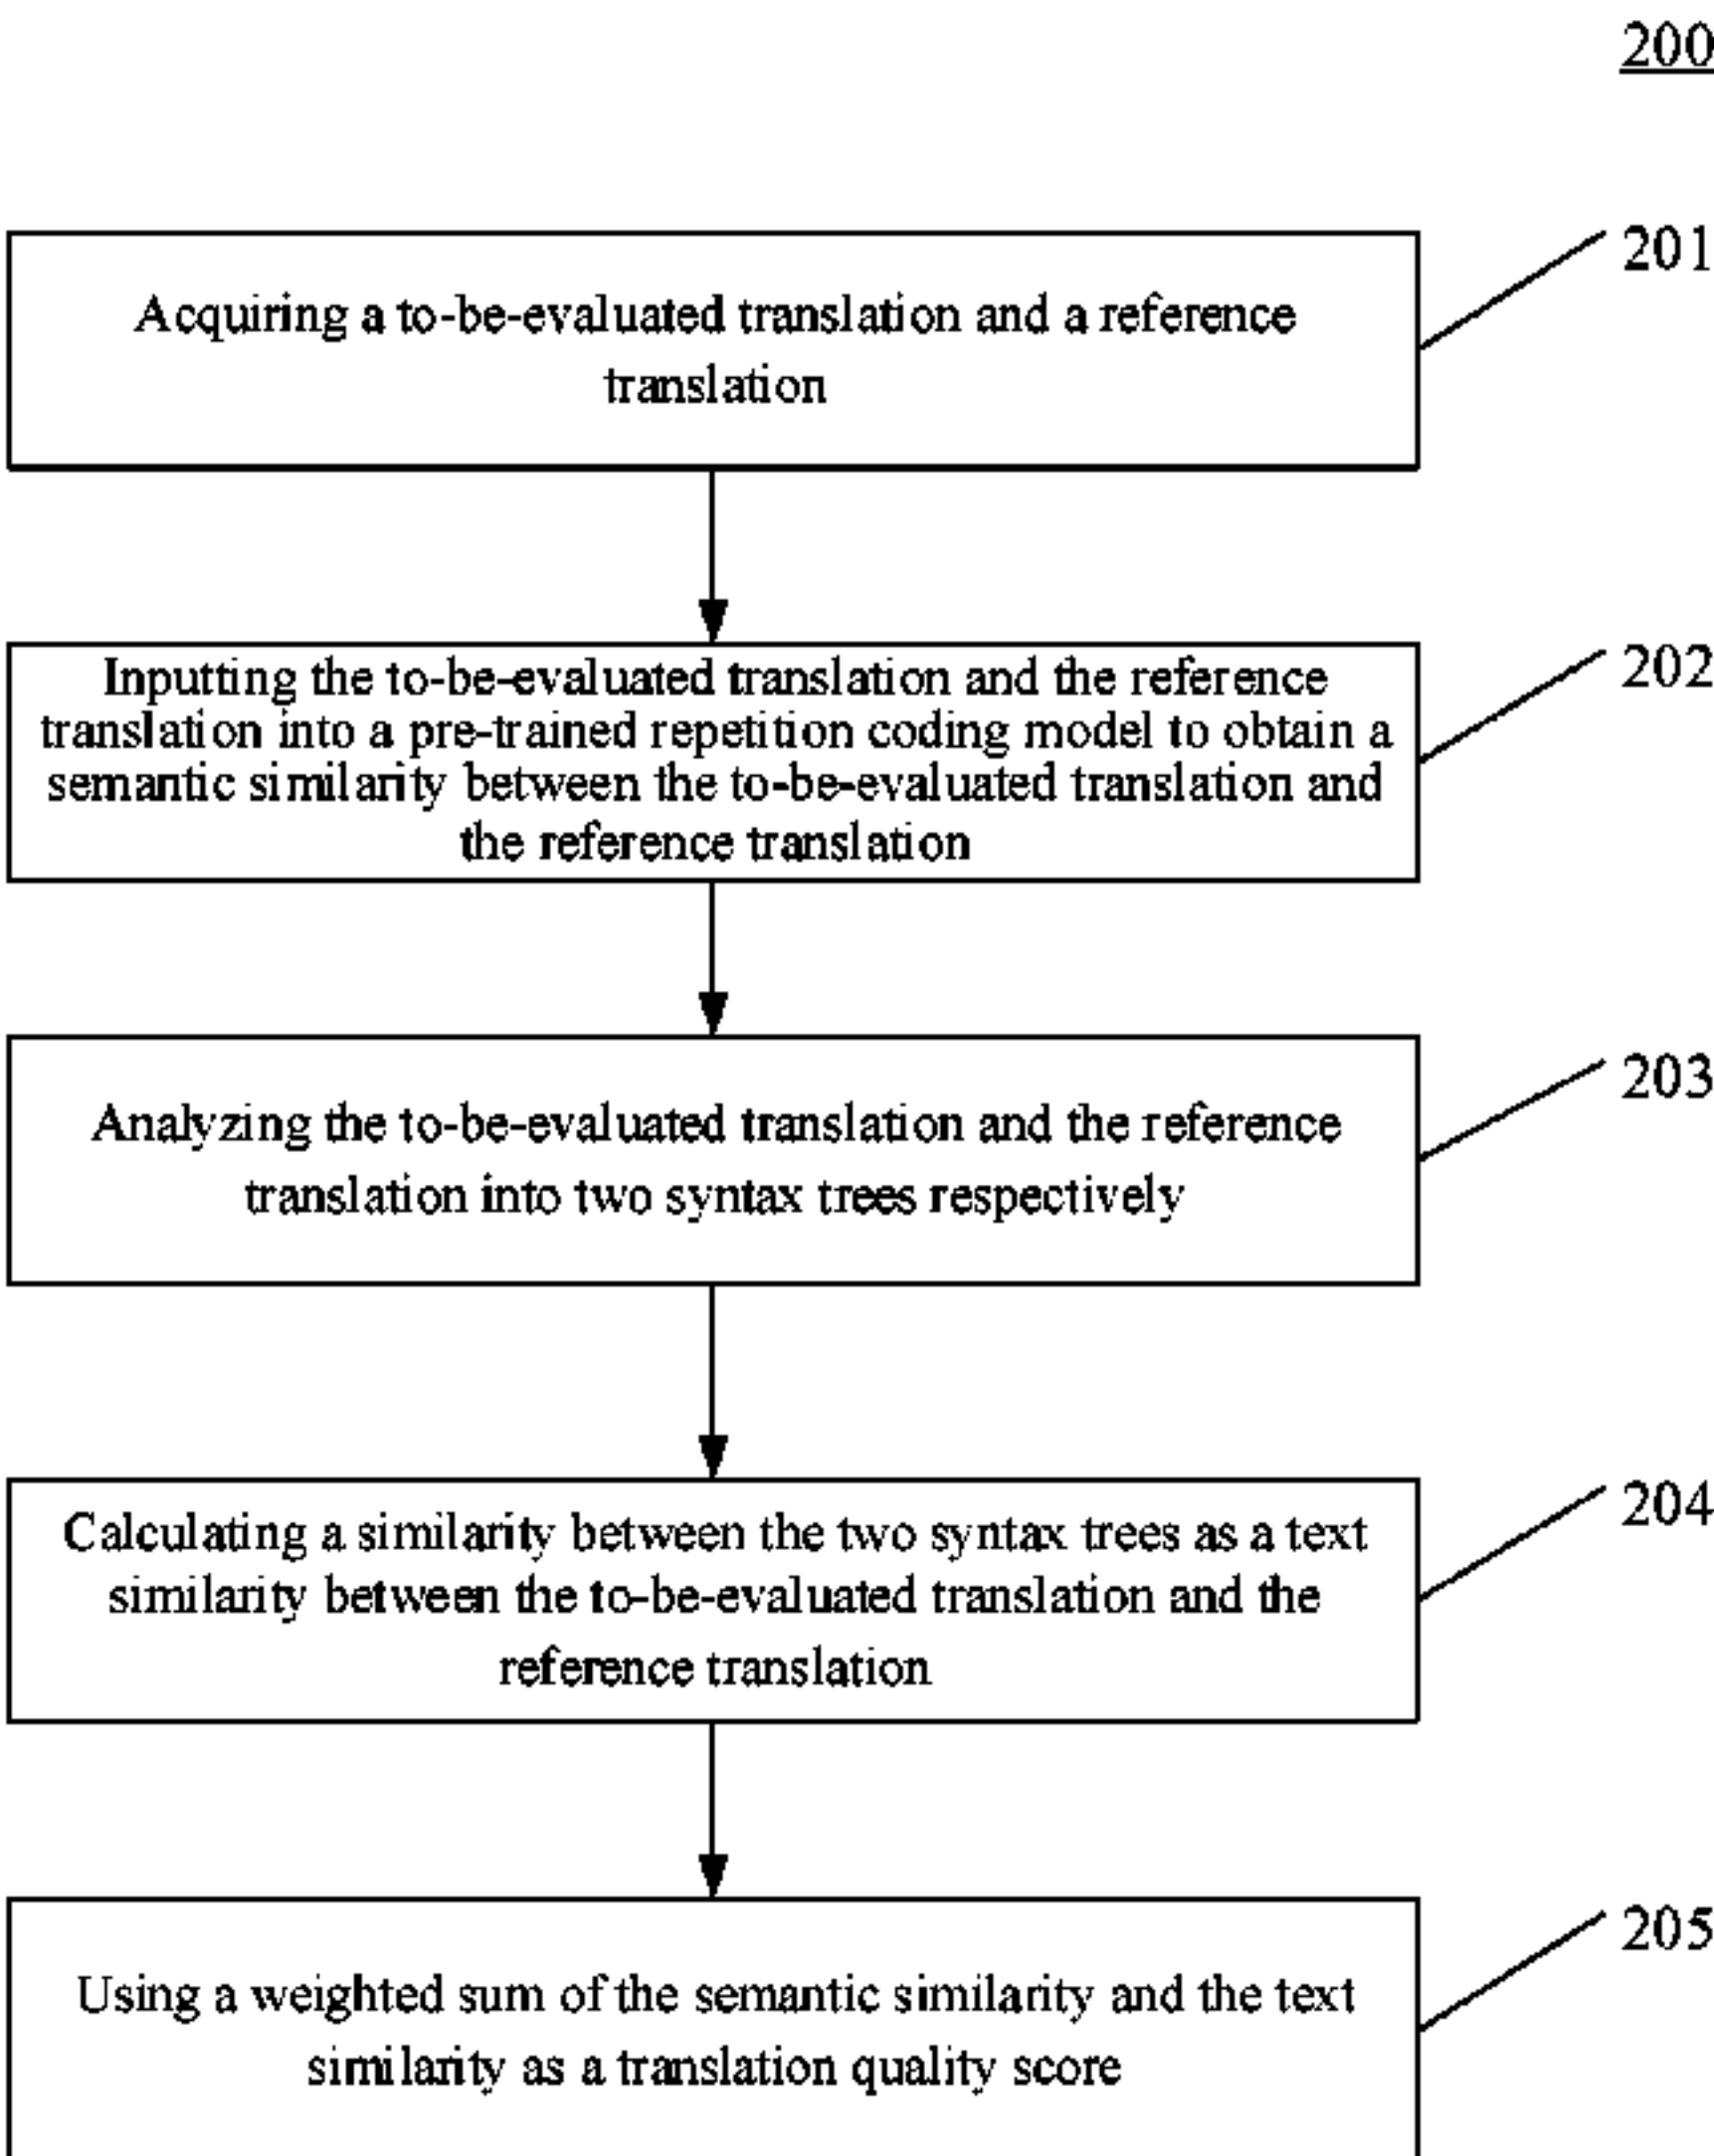 200
201
Acquiring a to-be-evaluated translation and a reference
translation
202
Inputting the to-be-evaluated translation and the reference
translation into a pre-trained repetition coding model to obtain a
semantic similarity between the to-be-evaluated translation and
the reference translation
203
Analyzing the to-be-evaluated translation and the reference
translation into two syntax trees respectively
204
Calculating a similarity between the two syntax trees as a text
similarity between the to-be-evaluated translation and the
reference translation
205
Using a weighted sum of the semantic similarity and the text
similarity as a translation quality score